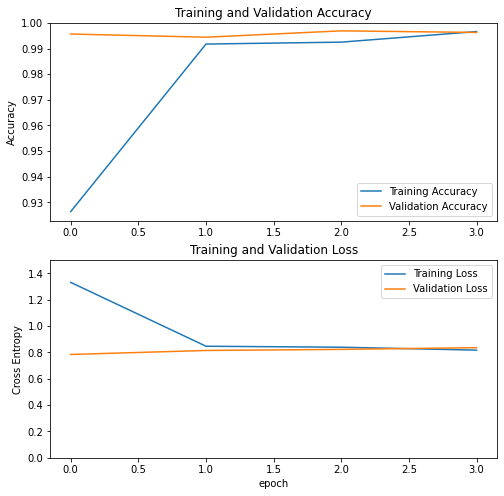 Training and Validation Accuracy
1.00
0.99
0.98
0.97
0.96
0.95
0.94
0.93
Accuracy
Training Accuracy
Validation Accuracy
0.0 0.5 1.0 1.5 2.0 2.5 3.0
Training and Validation Loss
1.4
1.2
1.0
0.8
0.6
0.4
0.2
0.0
Cross Entropy
Training Loss
Validation Loss
0.0 0.5 1.0 1.5 2.0 2.5 3.0
epoch